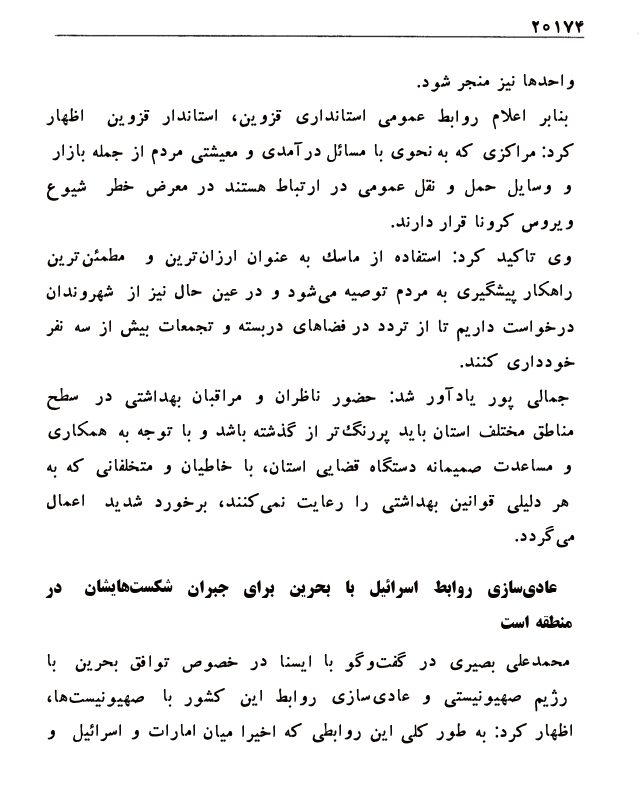 ۲۰۱۷۴
واحدها نیز منجر شود.
بنابر اعلام روابط عمومی استانداری قزوین، استاندار قزوین اظهار
کرد: مراکزی که به نحوی با مسائل درآمدی و معیشتی مردم از جمله بازار
و وسایل حمل و نقل عمومی در ارتباط هستند در معرض خطر شیوع
ویروس کرونا قرار دارند.
وی تاکید کرد: استفاده از ماسک به عنوان ارزان‌ترین و مطمئن‌ترین
راهکار پیشگیری به مردم توصیه می‌شود و در عین حال نیز از شهروندان
درخواست داریم تا از تردد در فضاهای دربسته و تجمعات بیش از سه نفر
خودداری کنند.
جمالی پور یادآور شد: حضور ناظران و مراقبان بهداشتی در سطح
مناطق مختلف استان باید پررنگ‌تر از گذشته باشد و با توجه به همکاری
و مساعدت صمیمانه دستگاه قضایی استان، با خاطیان و متخلفانی که به
هر دلیلی قوانین بهداشتی را رعایت نمی‌کنند، برخورد شدید اعمال
می‌گردد.
عادی‌سازی روابط اسرائیل با بحرین برای جبران شکست‌هایشان در
منطقه است
محمدعلی بصیری در گفت‌وگو با ایسنا در خصوص توافق بحرین با
رژیم صهیونیستی و عادی‌سازی روابط این کشور با صهیونیست‌ها،
اظهار کرد: به طور کلی این روابطی که اخیرا میان امارات و اسرائیل و